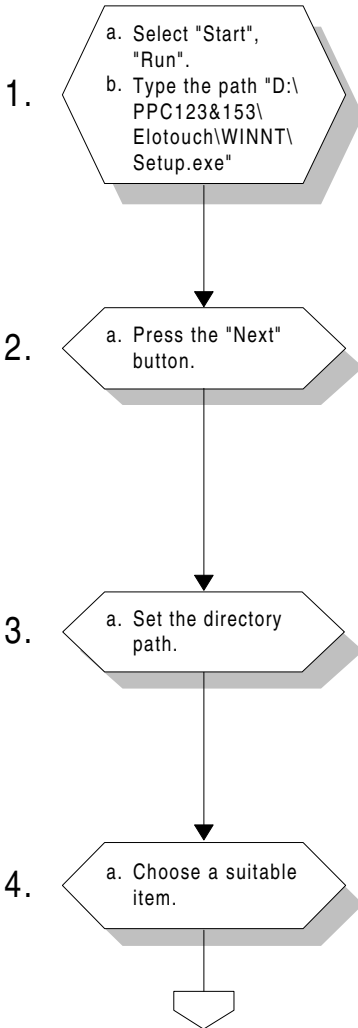 1.
a. Select "Start",
"Run".
b. Type the path "D:\
PPC123&153\
Elotouch\WINNT\
Setup.exe"
2.
a. Press the "Next"
button.
3.
a. Set the directory
path.
4.
a. Choose a suitable
item.